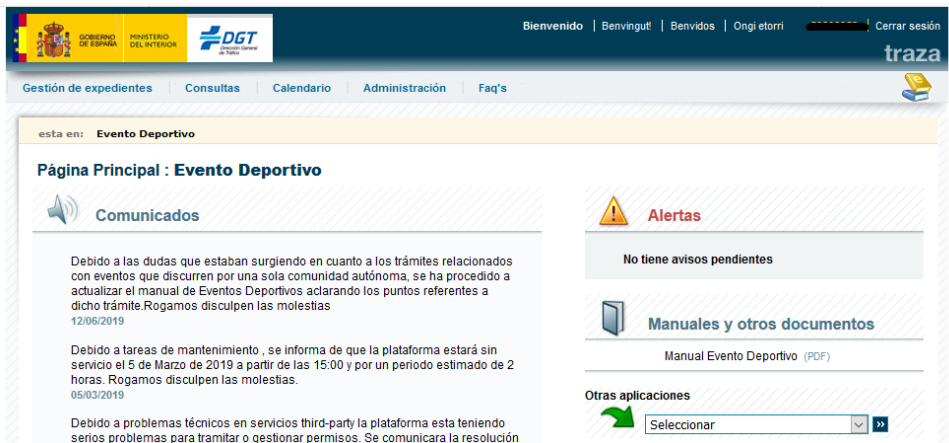 GOBIERNO
DE ESPAÑA
MINISTERIO
DEL INTERIOR
DGT
Dirección General
de Tráfico
Bienvenido | Benvingut! | Benvidos | Ongi etorri
Cerrar sesión
traza
Gestión de expedientes
Consultas
Calendario
Administración
Faq's
esta en: Evento Deportivo
Página Principal : Evento Deportivo
Comunicados
Debido a las dudas que estaban surgiendo en cuanto a los trámites relacionados
con eventos que discurren por una sola comunidad autónoma, se ha procedido a
actualizar el manual de Eventos Deportivos aclarando los puntos referentes a
dicho trámite.Rogamos disculpen las molestias
12/06/2019
Debido a tareas de mantenimiento , se informa de que la plataforma estará sin
servicio el 5 de Marzo de 2019 a partir de las 15:00 y por un periodo estimado de 2
horas. Rogamos disculpen las molestias.
05/03/2019
Debido a problemas técnicos en servicios third-party la plataforma esta teniendo
serios problemas para tramitar o gestionar permisos. Se comunicara la resolución
Alertas
No tiene avisos pendientes
Manuales y otros documentos
Manual Evento Deportivo (PDF)
Otras aplicaciones
Seleccionar
»